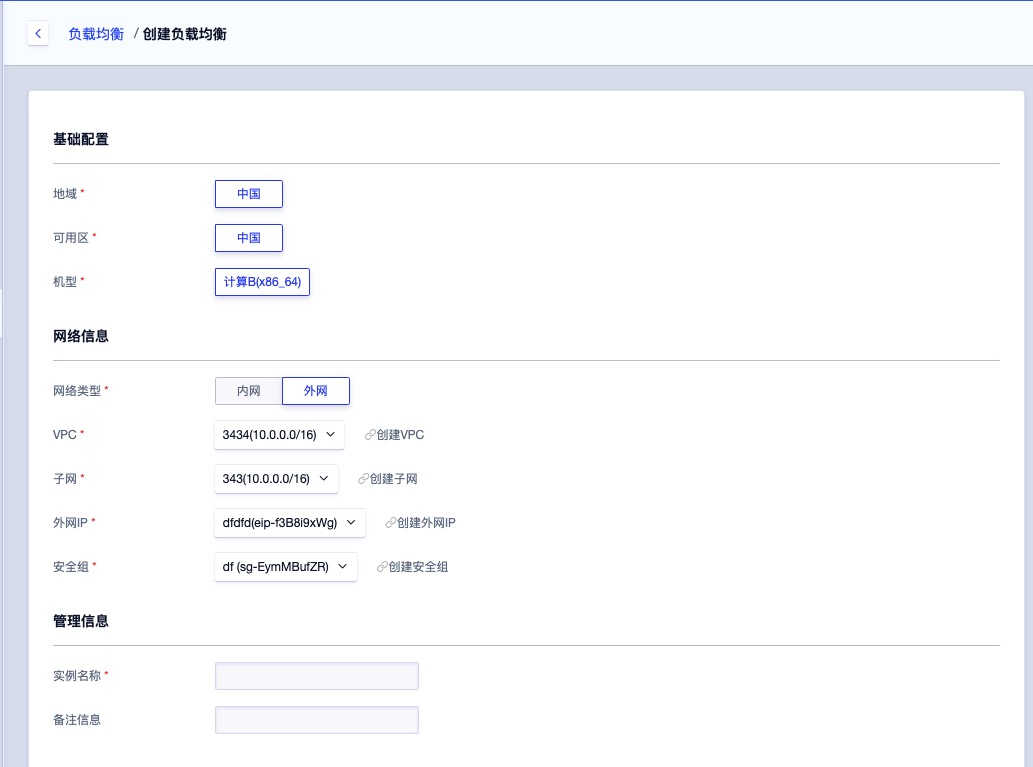 负载均衡 / 创建负载均衡
基础配置
地域 * 中国
可用区 * 中国
机型 * 计算B(x86_64)
网络信息
网络类型 * 内网 外网
VPC * 3434(10.0.0.0/16) 创建VPC
子网 * 343(10.0.0.0/16) 创建子网
外网IP * dfdfd(eip-f3B8i9xWg) 创建外网IP
安全组 * df (sg-EymMBufZR) 创建安全组
管理信息
实例名称 *
备注信息